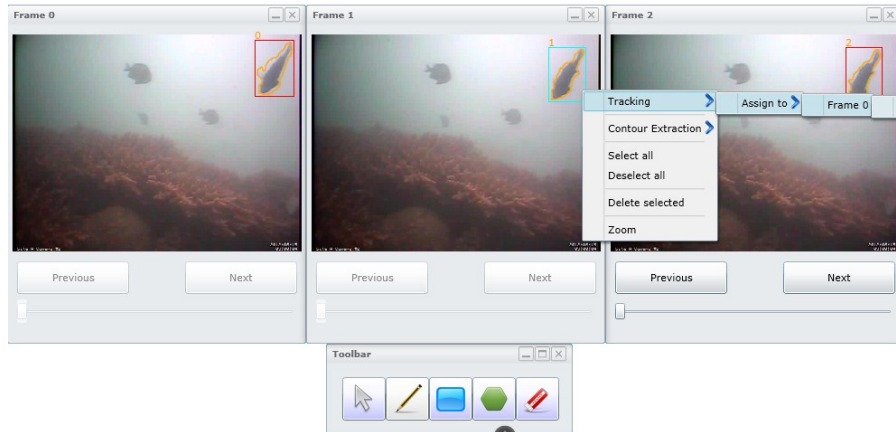 Frame 0
Frame 1
Frame 2
0
1
2
Tracking
Assign to
Frame 0
Contour Extraction
Select all
Deselect all
Delete selected
Zoom
Previous
Next
Previous
Next
Previous
Next
Toolbar